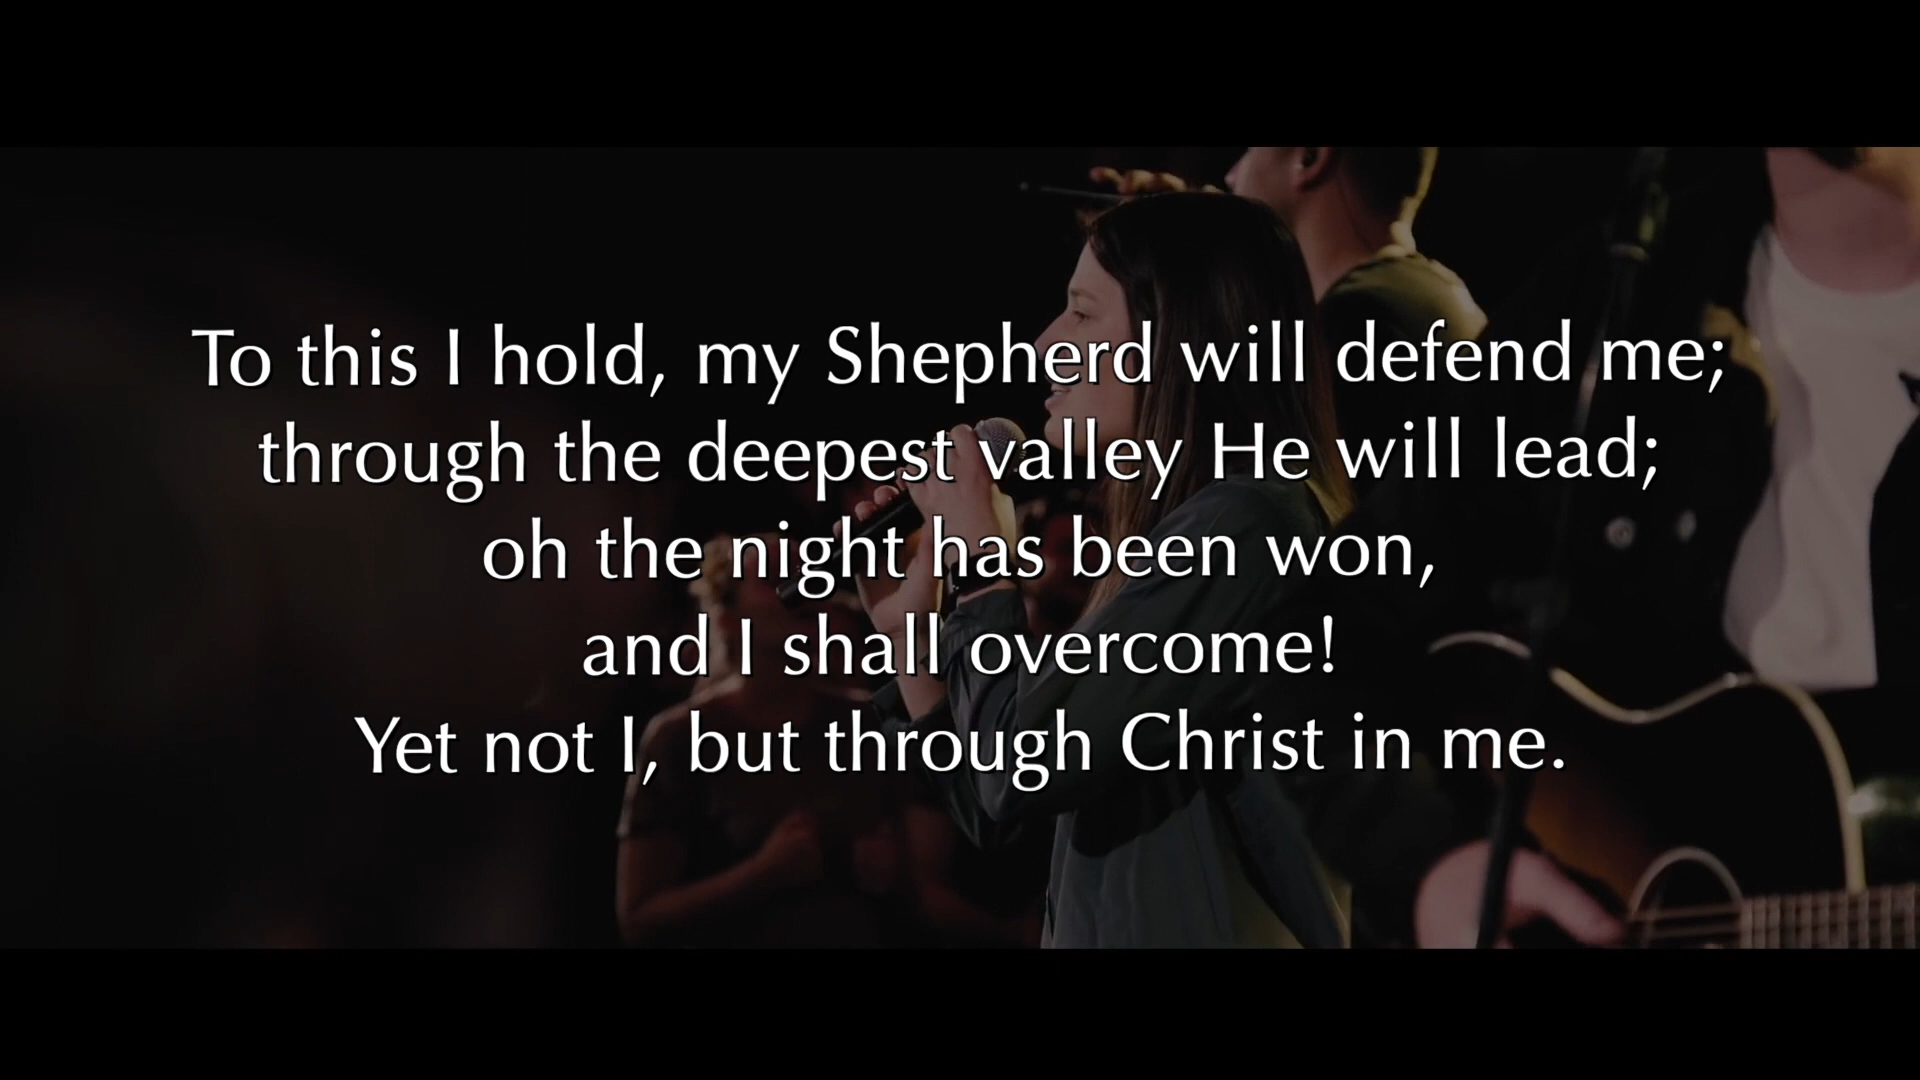 To this I hold, my Shepherd will defend me;
through the deepest valley He will lead;
oh the night has been won,
and I shall overcome!
Yet not I, but through Christ in me.